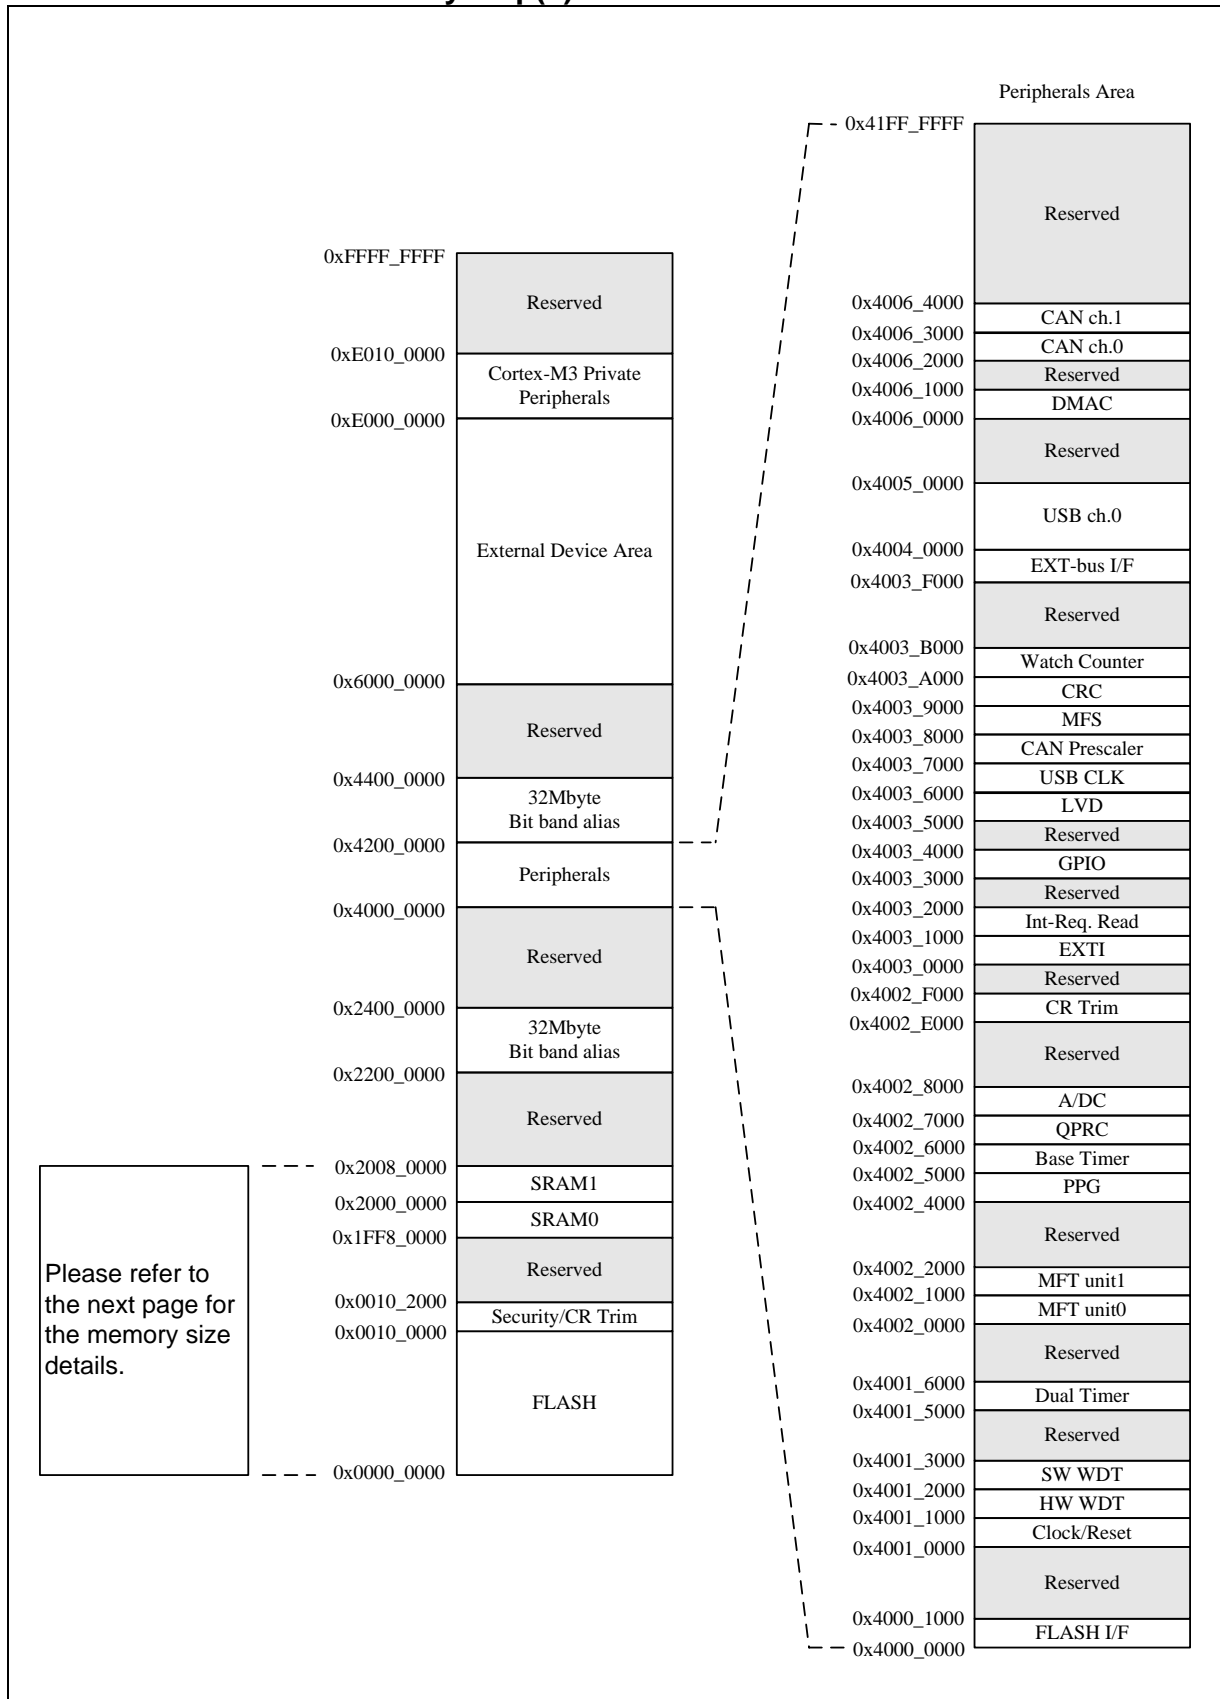 Peripherals Area
0x41FF_FFFF
Reserved
0x4006_4000
CAN ch.1
0x4006_3000
CAN ch.0
0x4006_2000
Reserved
0x4006_1000
DMAC
0x4006_0000
Reserved
0x4005_0000
USB ch.0
0x4004_0000
EXT-bus I/F
0x4003_F000
Reserved
0x4003_B000
Watch Counter
0x4003_A000
CRC
0x4003_9000
MFS
0x4003_8000
CAN Prescaler
0x4003_7000
USB CLK
0x4003_6000
LVD
0x4003_5000
Reserved
0x4003_4000
GPIO
0x4003_3000
Reserved
0x4003_2000
Int-Req. Read
0x4003_1000
EXTI
0x4003_0000
Reserved
0x4002_F000
CR Trim
0x4002_E000
Reserved
0x4002_8000
A/DC
0x4002_7000
QPRC
0x4002_6000
Base Timer
0x4002_5000
PPG
0x4002_4000
Reserved
0x4002_2000
MFT unit1
0x4002_1000
MFT unit0
0x4002_0000
Reserved
0x4001_6000
Dual Timer
0x4001_5000
Reserved
0x4001_3000
SW WDT
0x4001_2000
HW WDT
0x4001_1000
Clock/Reset
0x4001_0000
Reserved
0x4000_1000
FLASH I/F
0x4000_0000
0xFFFF_FFFF
Reserved
0xE010_0000
Cortex-M3 Private
Peripherals
0xE000_0000
External Device Area
0x6000_0000
Reserved
0x4400_0000
32Mbyte
Bit band alias
0x4200_0000
Peripherals
0x4000_0000
Reserved
0x2400_0000
32Mbyte
Bit band alias
0x2200_0000
Reserved
0x2008_0000
SRAM1
0x2000_0000
SRAM0
0x1FF8_0000
Reserved
0x0010_2000
Security/CR Trim
0x0010_0000
FLASH
0x0000_0000
Please refer to
the next page for
the memory size
details.